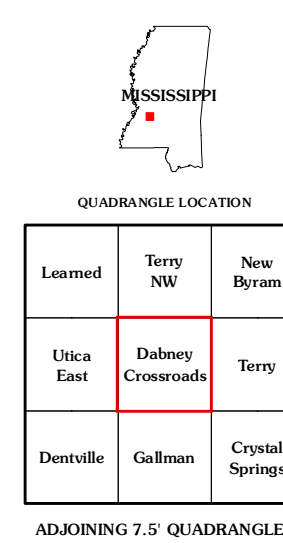 MISSISSIPPI
QUADRANGLE LOCATION
Learned
Terry
NW
New
Byram
Utica
East
Dabney
Crossroads
Terry
Dentville
Gallman
Crystal
Springs
ADJOINING 7.5' QUADRANGLE